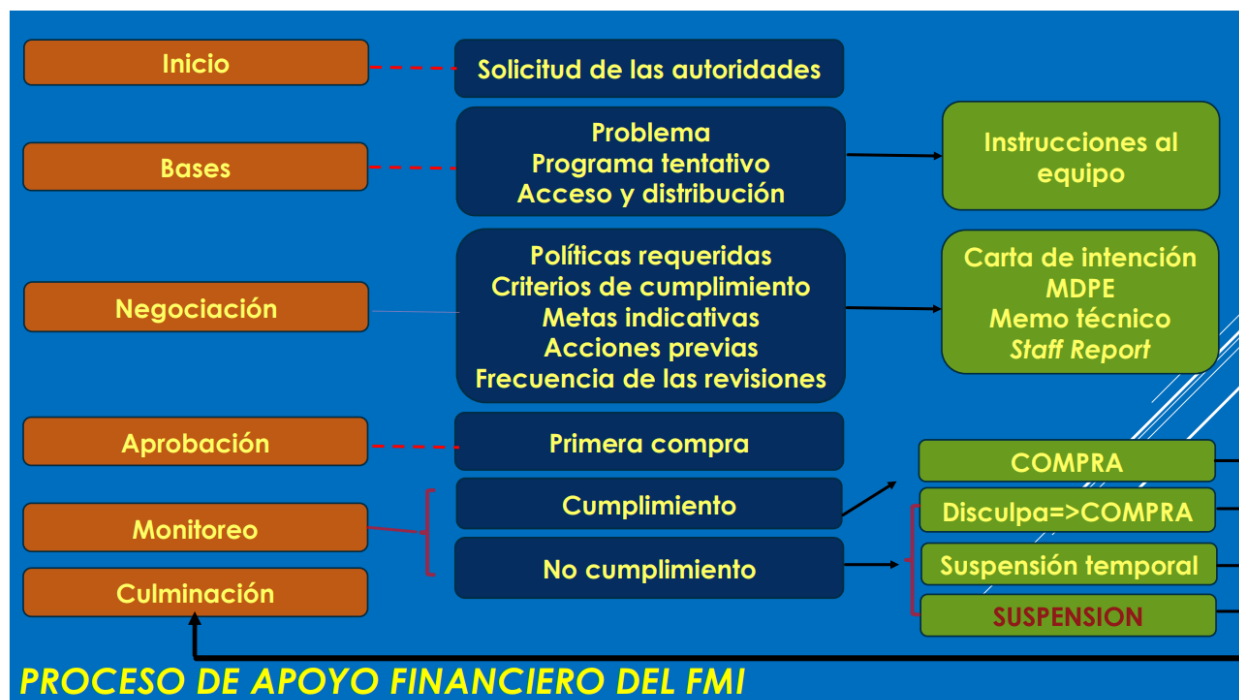 Inicio
Solicitud de las autoridades
Bases
Problema
Programa tentativo
Acceso y distribución
Instrucciones al
equipo
Negociación
Políticas requeridas
Criterios de cumplimiento
Metas indicativas
Acciones previas
Frecuencia de las revisiones
Carta de intención
MDPE
Memo técnico
Staff Report
Aprobación
Primera compra
Monitoreo
Cumplimiento
No cumplimiento
COMPRA
Disculpa=>COMPRA
Suspensión temporal
SUSPENSION
Culminación
PROCESO DE APOYO FINANCIERO DEL FMI